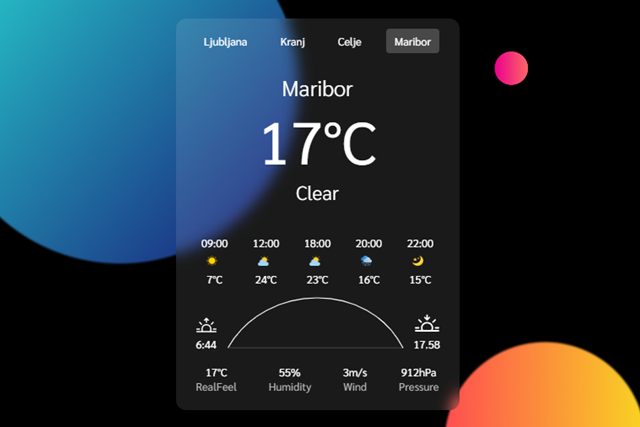 Ljubljana Kranj Celje Maribor
Maribor
17°C
Clear
09:00 12:00 18:00 20:00 22:00
7°C 24°C 23°C 16°C 15°C
6:44 17.58
17°C 55% 3m/s 912hPa
RealFeel Humidity Wind Pressure